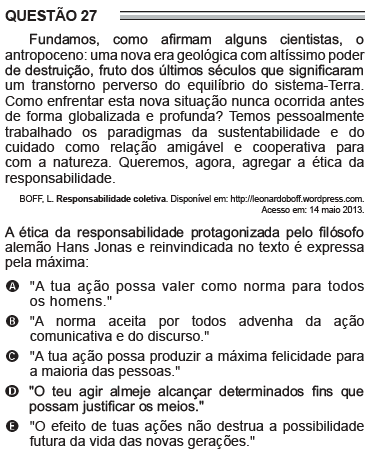 QUESTÃO 27
Fundamos, como afirmam alguns cientistas, o
antropoceno: uma nova era geológica com altíssimo poder
de destruição, fruto dos últimos séculos que significaram
um transtorno perverso do equilíbrio do sistema-Terra.
Como enfrentar esta nova situação nunca ocorrida antes
de forma globalizada e profunda? Temos pessoalmente
trabalhado os paradigmas da sustentabilidade e do
cuidado como relação amigável e cooperativa para
com a natureza. Queremos, agora, agregar a ética da
responsabilidade.
BOFF, L. Responsabilidade coletiva. Disponível em: http://leonardoboff.wordpress.com.
Acesso em: 14 maio 2013.
A ética da responsabilidade protagonizada pelo filósofo
alemão Hans Jonas e reinvindicada no texto é expressa
pela máxima:
A "A tua ação possa valer como norma para todos
os homens."
B "A norma aceita por todos advenha da ação
comunicativa e do discurso."
C "A tua ação possa produzir a máxima felicidade para
a maioria das pessoas."
D "O teu agir almeje alcançar determinados fins que
possam justificar os meios."
E "O efeito de tuas ações não destrua a possibilidade
futura da vida das novas gerações."